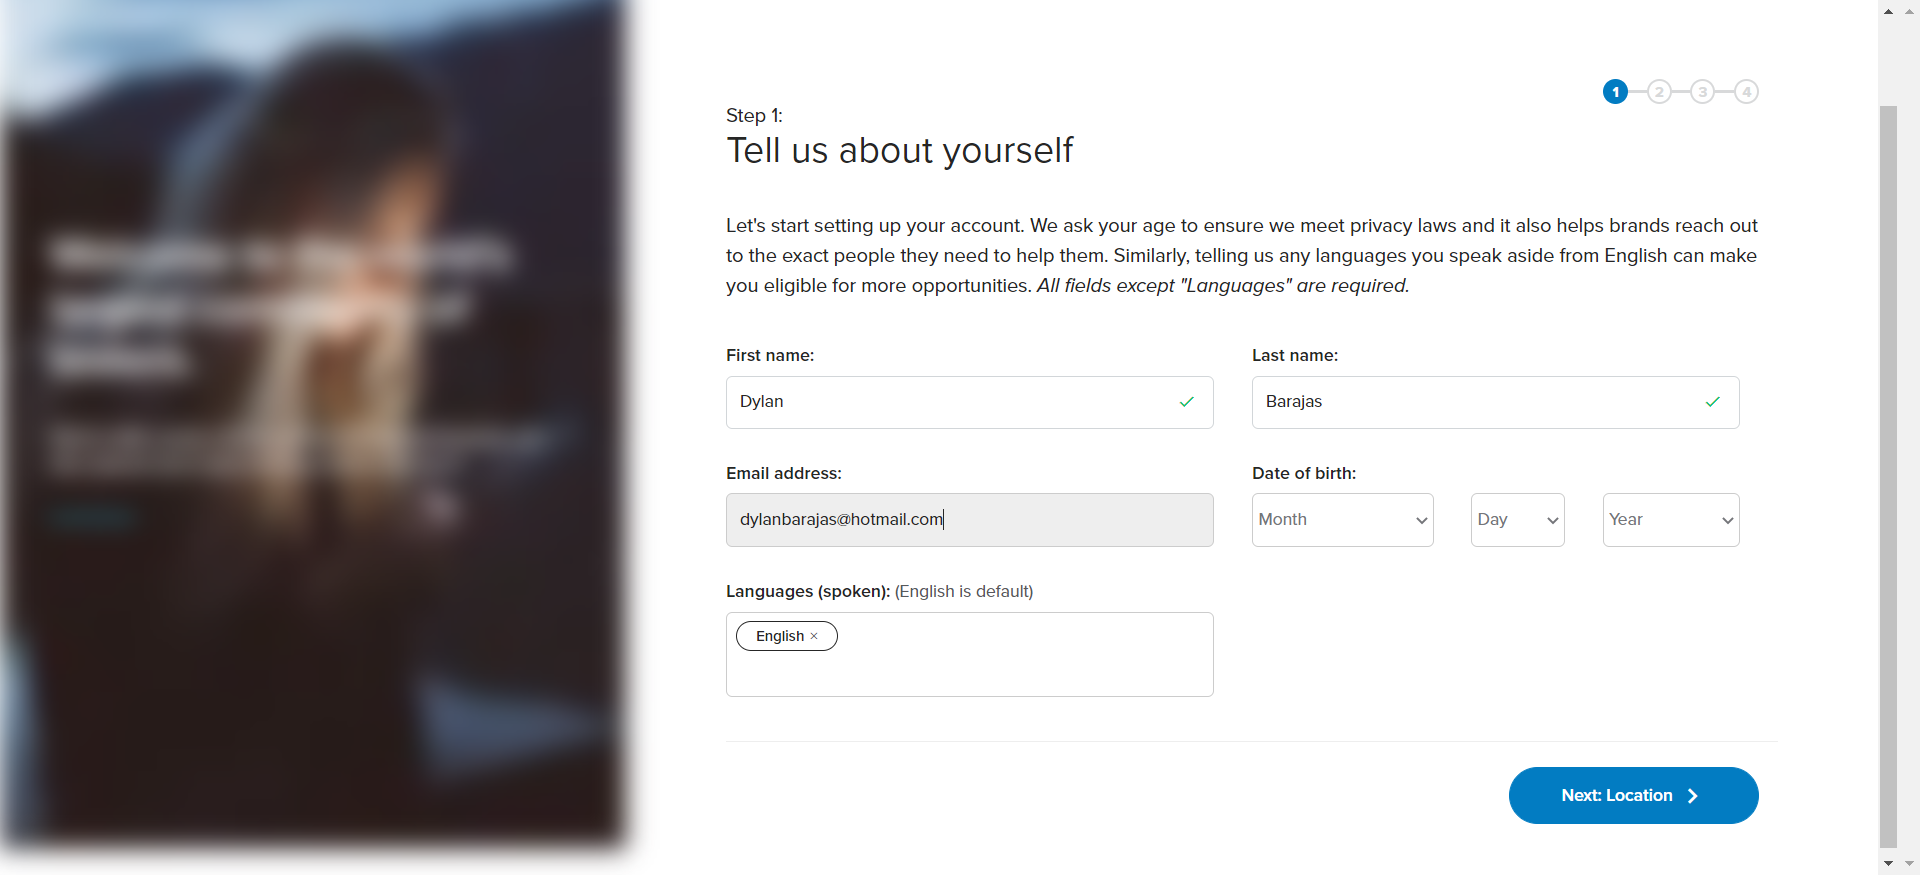 1 2 3 4
Step 1:
Tell us about yourself
Let's start setting up your account. We ask your age to ensure we meet privacy laws and it also helps brands reach out
to the exact people they need to help them. Similarly, telling us any languages you speak aside from English can make
you eligible for more opportunities. All fields except "Languages" are required.
First name: Last name:
Dylan Barajas
Email address: Date of birth:
dylanbarajas@hotmail.com Month Day Year
Languages (spoken): (English is default)
English ×
Next: Location